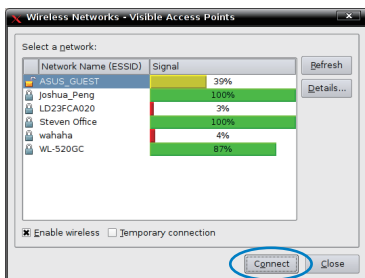 Wireless Networks - Visible Access Points
Select a network:
Network Name (ESSID) Signal
Refresh
ASUS_GUEST 39%
Details...
Joshua_Peng 100%
LD23FCA020 3%
Steven Office 100%
wahaha 4%
WL-520GC 87%
Enable wireless Temporary connection
Connect Close